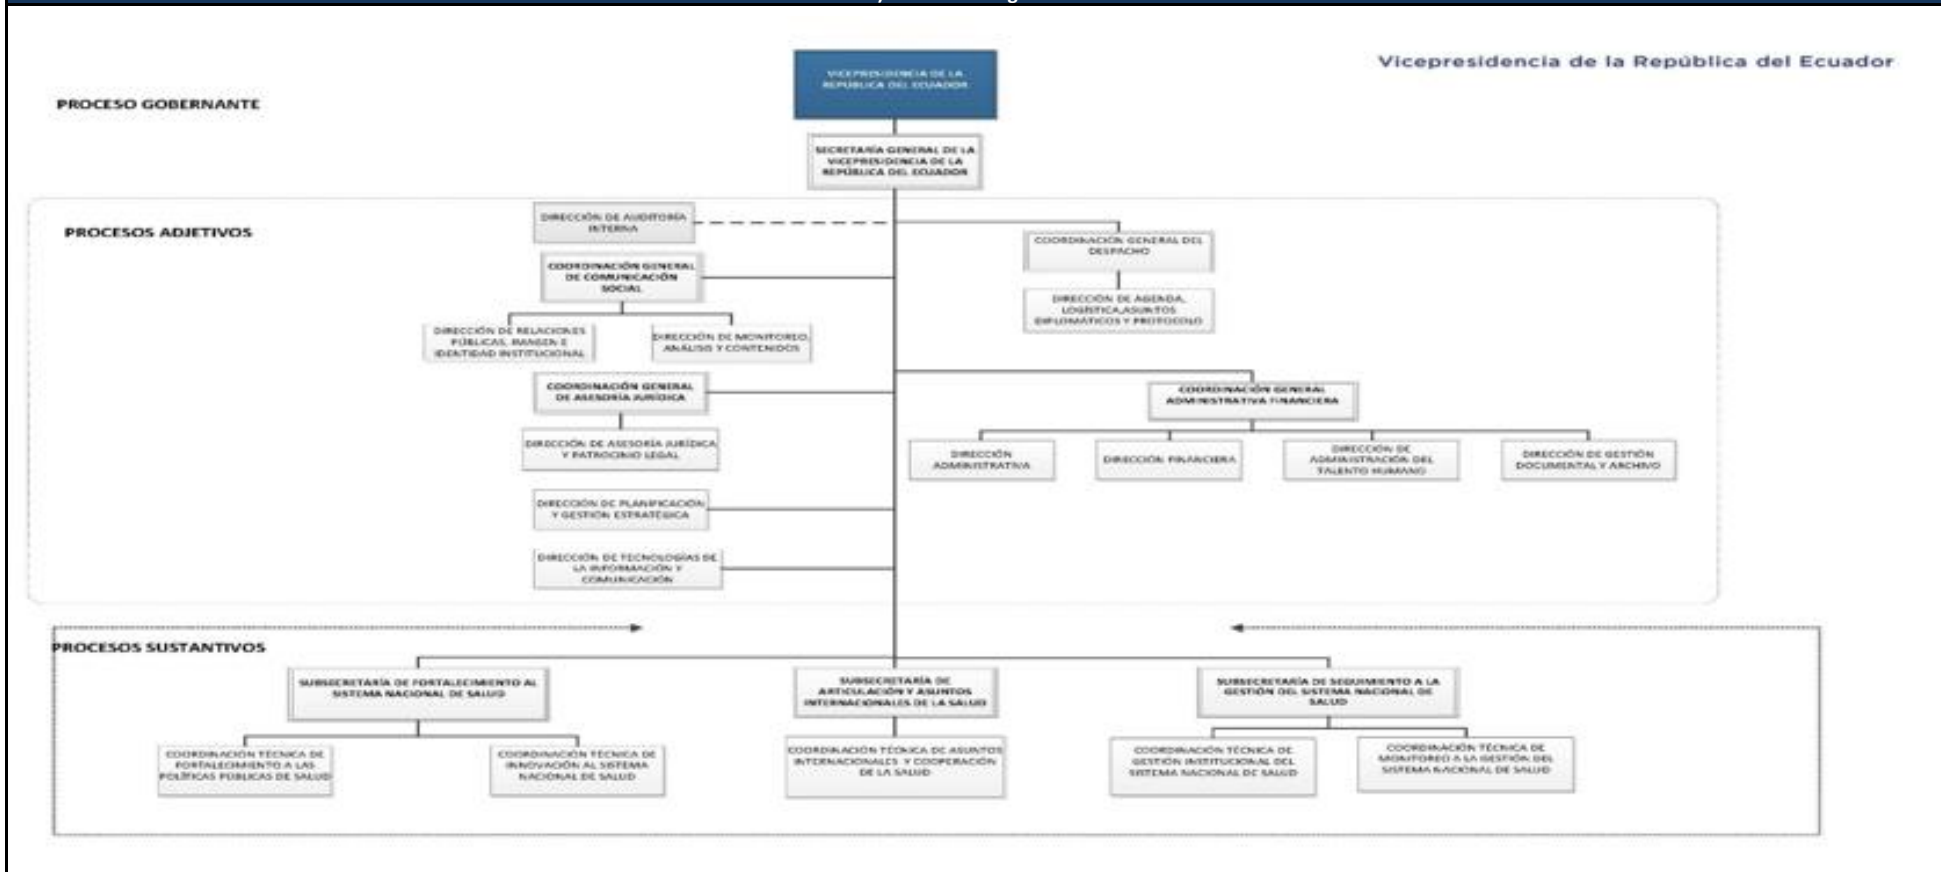 Vicepresidencia de la República del Ecuador
VICEPRESIDENCIA DE LA
REPÚBLICA DEL ECUADOR
PROCESO GOBERNANTE
SECRETARÍA GENERAL DE LA
VICEPRESIDENCIA DE LA
REPÚBLICA DEL ECUADOR
PROCESOS ADJETIVOS
DIRECCIÓN DE AUDITORÍA
INTERNA
COORDINACIÓN GENERAL DEL
DESPACHO
COORDINACIÓN GENERAL
DE COMUNICACIÓN
SOCIAL
DIRECCIÓN DE AGENDA,
LOGÍSTICA,ASUNTOS
DIPLOMÁTICOS Y PROTOCOLO
DIRECCIÓN DE RELACIONES
PÚBLICAS, IMAGEN E
IDENTIDAD INSTITUCIONAL
DIRECCIÓN DE MONITOREO,
ANÁLISIS Y CONTENIDOS
COORDINACIÓN GENERAL
DE ASESORÍA JURÍDICA
COORDINACIÓN GENERAL
ADMINISTRATIVA FINANCIERA
DIRECCIÓN DE ASESORÍA JURÍDICA
Y PATROCINIO LEGAL
DIRECCIÓN
ADMINISTRATIVA
DIRECCIÓN FINANCIERA
DIRECCIÓN DE
ADMINISTRACIÓN DEL
TALENTO HUMANO
DIRECCIÓN DE GESTIÓN
DOCUMENTAL Y ARCHIVO
DIRECCIÓN DE PLANIFICACIÓN
Y GESTIÓN ESTRATÉGICA
DIRECCIÓN DE TECNOLOGÍAS DE
LA INFORMACIÓN Y
COMUNICACIÓN
PROCESOS SUSTANTIVOS
SUBSECRETARÍA DE FORTALECIMIENTO AL
SISTEMA NACIONAL DE SALUD
SUBSECRETARÍA DE
ARTICULACIÓN Y ASUNTOS
INTERNACIONALES DE LA SALUD
SUBSECRETARÍA DE SEGUIMIENTO A LA
GESTIÓN DEL SISTEMA NACIONAL DE
SALUD
COORDINACIÓN TÉCNICA DE
FORTALECIMIENTO A LAS
POLÍTICAS PÚBLICAS DE SALUD
COORDINACIÓN TÉCNICA DE
INNOVACIÓN AL SISTEMA
NACIONAL DE SALUD
COORDINACIÓN TÉCNICA DE ASUNTOS
INTERNACIONALES Y COOPERACIÓN
DE LA SALUD
COORDINACIÓN TÉCNICA DE
GESTIÓN INSTITUCIONAL DEL
SISTEMA NACIONAL DE SALUD
COORDINACIÓN TÉCNICA DE
MONITOREO A LA GESTIÓN DEL
SISTEMA NACIONAL DE SALUD